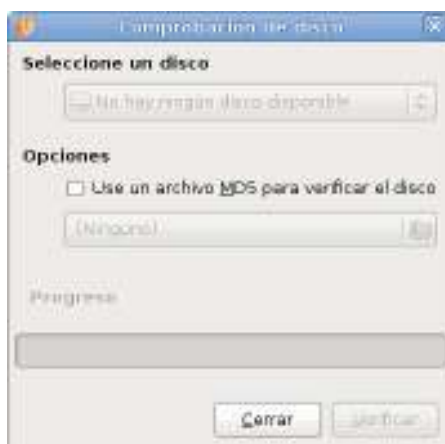 Comprobación de disco
Seleccione un disco
No hay ningún disco disponible
Opciones
Use un archivo MD5 para verificar el disco
(Ninguno)
Progreso
Cerrar
Verificar